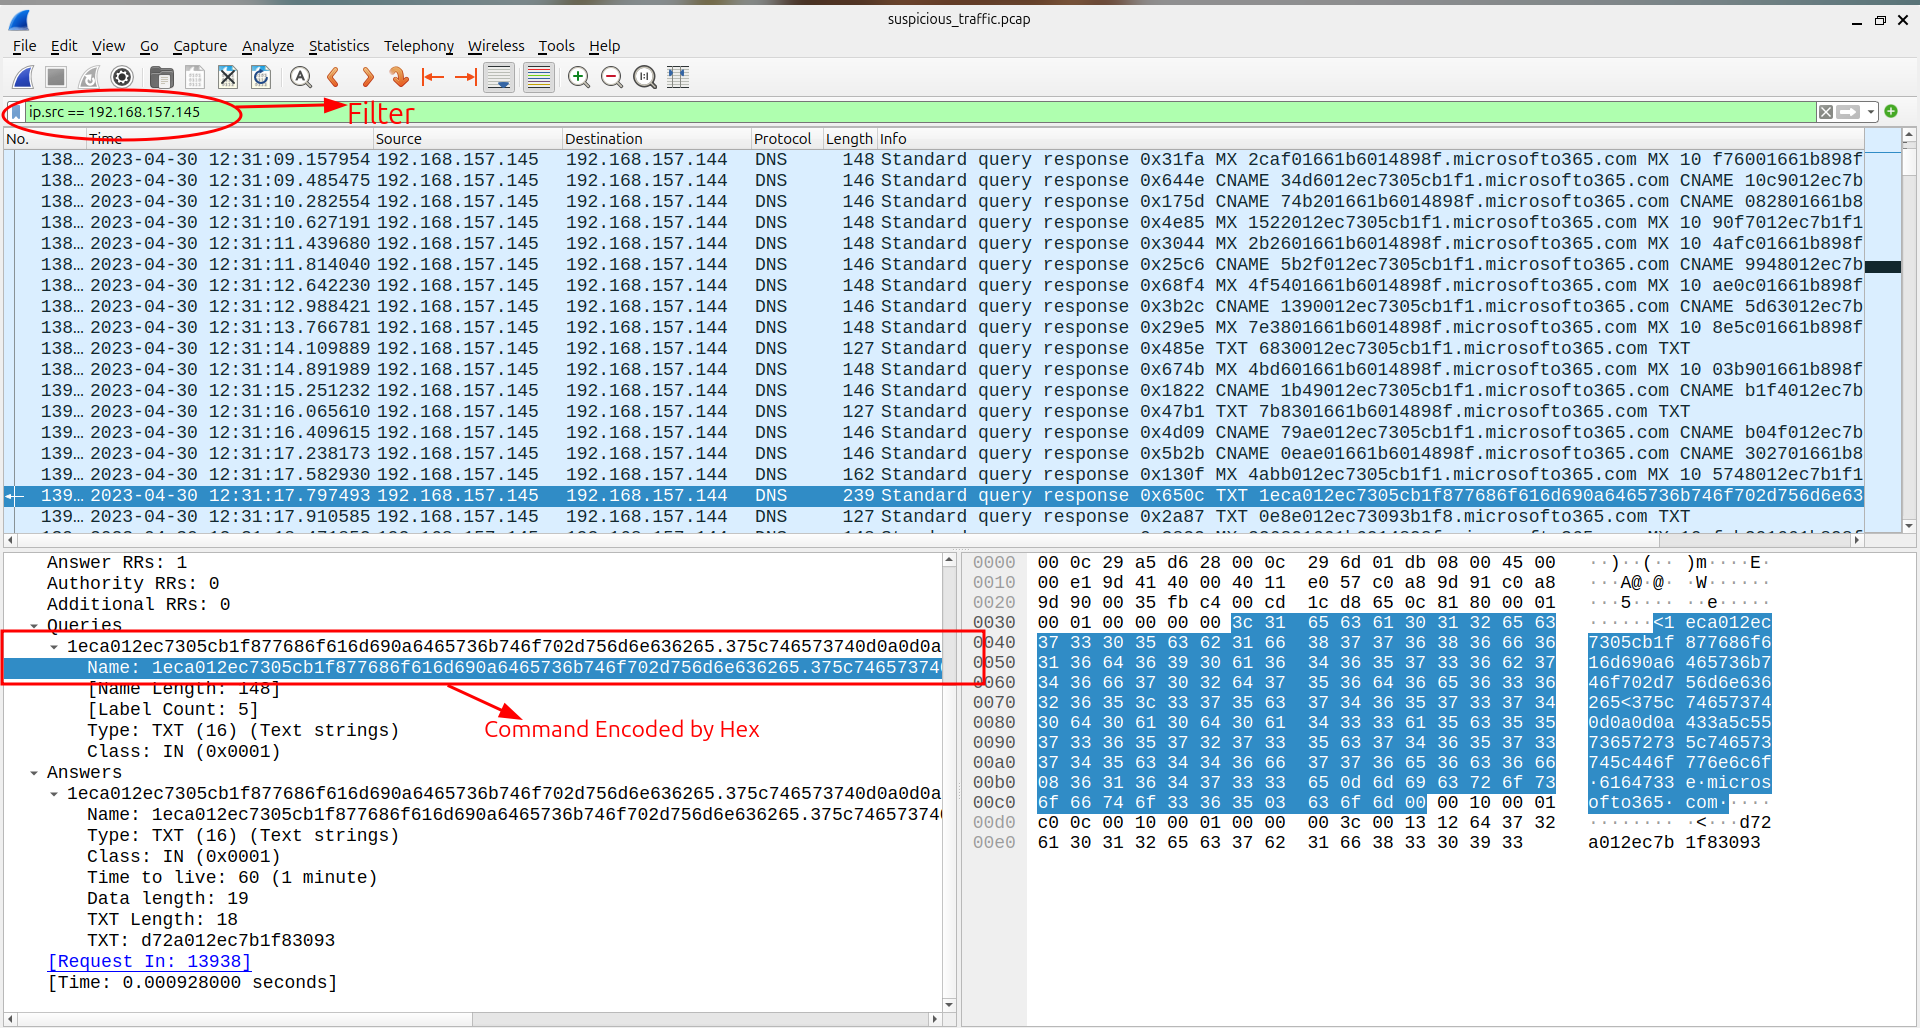 suspicious_traffic.pcap
File Edit View Go Capture Analyze Statistics Telephony Wireless Tools Help
ip.src == 192.168.157.145
Filter
No. Time Source Destination Protocol Length Info
138… 2023-04-30 12:31:09.157954 192.168.157.145 192.168.157.144 DNS 148 Standard query response 0x31fa MX 2caf01661b6014898f.microsofto365.com MX 10 f76001661b898f
138… 2023-04-30 12:31:09.485475 192.168.157.145 192.168.157.144 DNS 146 Standard query response 0x644e CNAME 34d6012ec7305cb1f1.microsofto365.com CNAME 10c9012ec7b
138… 2023-04-30 12:31:10.282554 192.168.157.145 192.168.157.144 DNS 146 Standard query response 0x175d CNAME 74b201661b6014898f.microsofto365.com CNAME 082801661b8
138… 2023-04-30 12:31:10.627191 192.168.157.145 192.168.157.144 DNS 148 Standard query response 0x4e85 MX 1522012ec7305cb1f1.microsofto365.com MX 10 90f7012ec7b1f1
138… 2023-04-30 12:31:11.439680 192.168.157.145 192.168.157.144 DNS 148 Standard query response 0x3044 MX 2b2601661b6014898f.microsofto365.com MX 10 4afc01661b898f
138… 2023-04-30 12:31:11.814040 192.168.157.145 192.168.157.144 DNS 146 Standard query response 0x25c6 CNAME 5b2f012ec7305cb1f1.microsofto365.com CNAME 9948012ec7b
138… 2023-04-30 12:31:12.642230 192.168.157.145 192.168.157.144 DNS 148 Standard query response 0x68f4 MX 4f5401661b6014898f.microsofto365.com MX 10 ae0c01661b898f
138… 2023-04-30 12:31:12.988421 192.168.157.145 192.168.157.144 DNS 146 Standard query response 0x3b2c CNAME 1390012ec7305cb1f1.microsofto365.com CNAME 5d63012ec7b
138… 2023-04-30 12:31:13.766781 192.168.157.145 192.168.157.144 DNS 148 Standard query response 0x29e5 MX 7e3801661b6014898f.microsofto365.com MX 10 8e5c01661b898f
138… 2023-04-30 12:31:14.109889 192.168.157.145 192.168.157.144 DNS 127 Standard query response 0x485e TXT 6830012ec7305cb1f1.microsofto365.com TXT
138… 2023-04-30 12:31:14.891989 192.168.157.145 192.168.157.144 DNS 148 Standard query response 0x674b MX 4bd601661b6014898f.microsofto365.com MX 10 03b901661b898f
139… 2023-04-30 12:31:15.251232 192.168.157.145 192.168.157.144 DNS 146 Standard query response 0x1822 CNAME 1b49012ec7305cb1f1.microsofto365.com CNAME b1f4012ec7b
139… 2023-04-30 12:31:16.065610 192.168.157.145 192.168.157.144 DNS 127 Standard query response 0x47b1 TXT 7b8301661b6014898f.microsofto365.com TXT
139… 2023-04-30 12:31:16.409615 192.168.157.145 192.168.157.144 DNS 146 Standard query response 0x4d09 CNAME 79ae012ec7305cb1f1.microsofto365.com CNAME b04f012ec7b
139… 2023-04-30 12:31:17.238173 192.168.157.145 192.168.157.144 DNS 146 Standard query response 0x5b2b CNAME 0eae01661b6014898f.microsofto365.com CNAME 302701661b8
139… 2023-04-30 12:31:17.582930 192.168.157.145 192.168.157.144 DNS 162 Standard query response 0x130f MX 4abb012ec7305cb1f1.microsofto365.com MX 10 5748012ec7b1f1
139… 2023-04-30 12:31:17.797493 192.168.157.145 192.168.157.144 DNS 239 Standard query response 0x650c TXT 1eca012ec7305cb1f877686f616d690a6465736b746f702d756d6e63
139… 2023-04-30 12:31:17.910585 192.168.157.145 192.168.157.144 DNS 127 Standard query response 0x2a87 TXT 0e8e012ec73093b1f8.microsofto365.com TXT
Answer RRs: 1
Authority RRs: 0
Additional RRs: 0
Queries
1eca012ec7305cb1f877686f616d690a6465736b746f702d756d6e636265.375c746573740d0a0d0a
Name: 1eca012ec7305cb1f877686f616d690a6465736b746f702d756d6e636265.375c74657374
[Name Length: 148]
[Label Count: 5]
Type: TXT (16) (Text strings)
Class: IN (0x0001)
Command Encoded by Hex
Answers
1eca012ec7305cb1f877686f616d690a6465736b746f702d756d6e636265.375c746573740d0a0d0a
Name: 1eca012ec7305cb1f877686f616d690a6465736b746f702d756d6e636265.375c74657374
Type: TXT (16) (Text strings)
Class: IN (0x0001)
Time to live: 60 (1 minute)
Data length: 19
TXT Length: 18
TXT: d72a012ec7b1f83093
[Request In: 13938]
[Time: 0.000928000 seconds]
0000 00 0c 29 a5 d6 28 00 0c 29 6d 01 db 08 00 45 00 ··)··(·· )m····E·
0010 00 e1 9d 41 40 00 40 11 e0 57 c0 a8 9d 91 c0 a8 ···A@·@· ·W······
0020 9d 90 00 35 fb c4 00 cd 1c d8 65 0c 81 80 00 01 ···5···· ··e·····
0030 00 01 00 00 00 00 3c 31 65 63 61 30 31 32 65 63 ······<1 eca012ec
0040 37 33 30 35 63 62 31 66 38 37 37 36 38 36 66 36 7305cb1f 877686f6
0050 31 36 64 36 39 30 61 36 34 36 35 37 33 36 62 37 16d690a6 465736b7
0060 34 36 66 37 30 32 64 37 35 36 64 36 65 36 33 36 46f702d7 56d6e636
0070 32 36 35 3c 33 37 35 63 37 34 36 35 37 33 37 34 265<375c 74657374
0080 30 64 30 61 30 64 30 61 34 33 33 61 35 63 35 35 0d0a0d0a 433a5c55
0090 37 33 36 35 37 32 37 33 35 63 37 34 36 35 37 33 73657273 5c746573
00a0 37 34 35 63 34 34 36 66 37 37 36 65 36 63 36 66 745c446f 776e6c6f
00b0 08 36 31 36 34 37 33 33 65 0d 6d 69 63 72 6f 73 ·6164733 e·micros
00c0 6f 66 74 6f 33 36 35 03 63 6f 6d 00 00 10 00 01 ofto365· com·····
00d0 c0 0c 00 10 00 01 00 00 00 3c 00 13 12 64 37 32 ········ ·<···d72
00e0 61 30 31 32 65 63 37 62 31 66 38 33 30 39 33 a012ec7b 1f83093